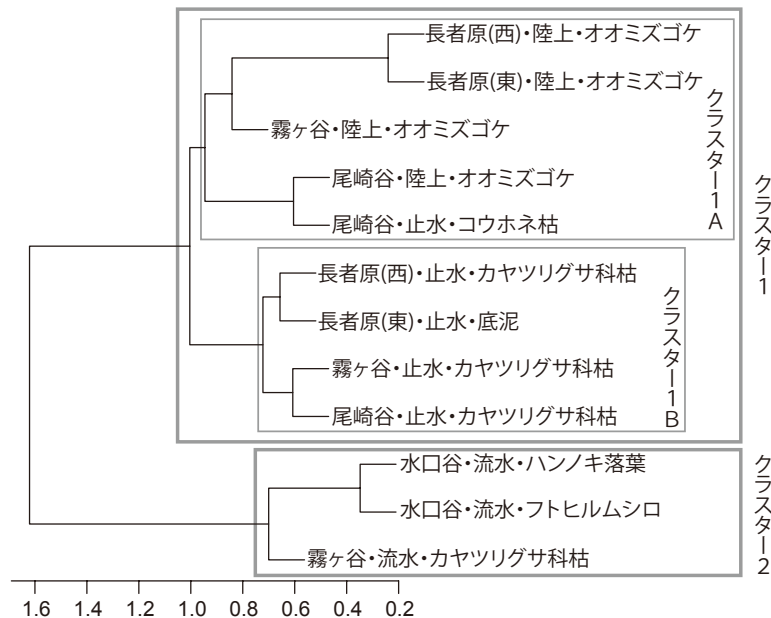 長者原(西)・陸上・オオミズゴケ
長者原(東)・陸上・オオミズゴケ
霧ヶ谷・陸上・オオミズゴケ
尾崎谷・陸上・オオミズゴケ
尾崎谷・止水・コウホネ枯
クラスター1A
長者原(西)・止水・カヤツリグサ科枯
長者原(東)・止水・底泥
霧ヶ谷・止水・カヤツリグサ科枯
尾崎谷・止水・カヤツリグサ科枯
クラスター1B
クラスター1
水口谷・流水・ハンノキ落葉
水口谷・流水・フトヒルムシロ
霧ヶ谷・流水・カヤツリグサ科枯
クラスター2
1.6 1.4 1.2 1.0 0.8 0.6 0.4 0.2